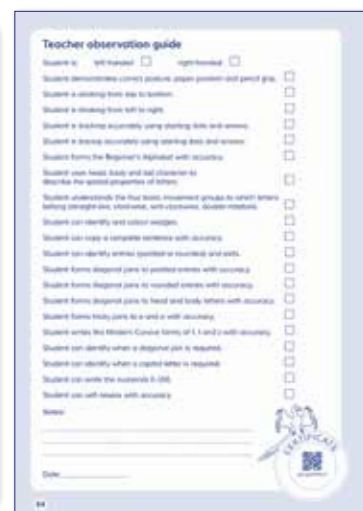 Teacher observation guide
Student is: left-handed right-handed
Student demonstrates correct posture, paper position and pencil grip.
Student is stroking from top to bottom.
Student is stroking from left to right.
Student is tracking accurately using starting dots and arrows.
Student is tracing accurately using starting dots and arrows.
Student forms the Beginner's Alphabet with accuracy.
Student uses head, body and tail character to
describe the spatial properties of letters.
Student understands the four basic movement groups to which letters
belong: straight-line, clockwise, anti-clockwise, double-rotations.
Student can identify and colour wedges.
Student can copy a complete sentence with accuracy.
Student can identify entries (pointed or rounded) and exits.
Student forms diagonal joins to pointed entries with accuracy.
Student forms diagonal joins to rounded entries with accuracy.
Student forms diagonal joins to head and body letters with accuracy.
Student forms tricky joins to e and s with accuracy.
Student writes the Modern Cursive forms of f, t and z with accuracy.
Student can identify when a diagonal join is required.
Student can identify when a capital letter is required.
Student can write the numerals 0–100.
Student can self-assess with accuracy.
Notes:
CERTIFICATE
Date: